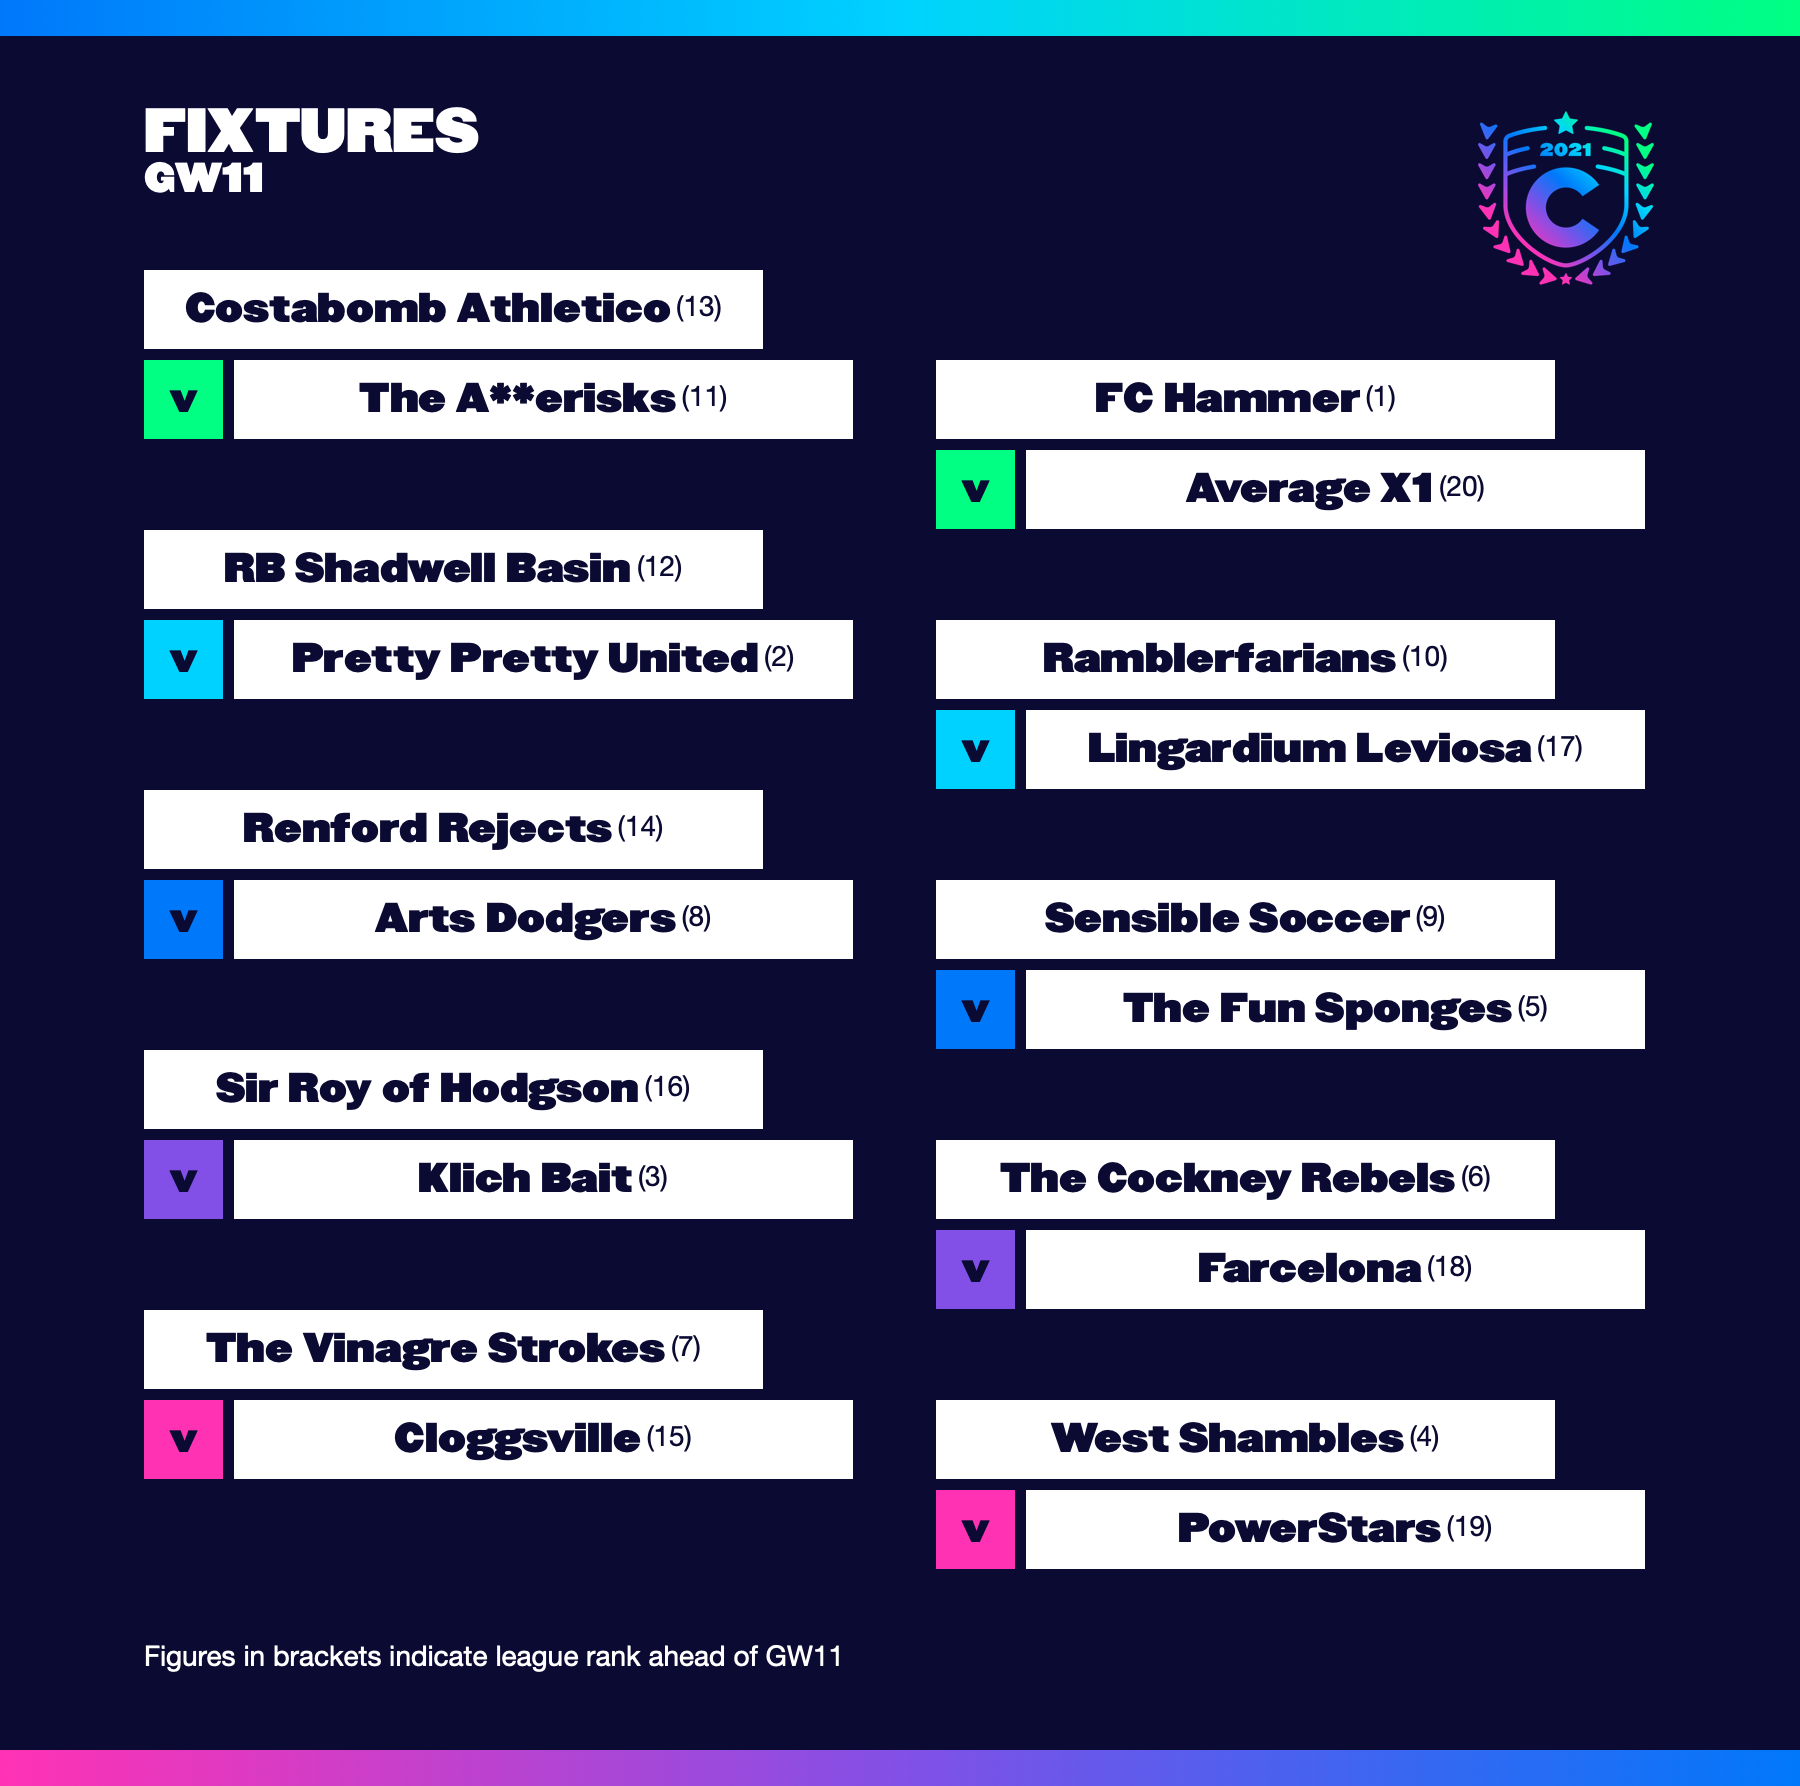 FIXTURES
GW11
2021
C
Costabomb Athletico (13)
v The A**erisks (11)
RB Shadwell Basin (12)
v Pretty Pretty United (2)
Renford Rejects (14)
v Arts Dodgers (8)
Sir Roy of Hodgson (16)
v Klich Bait (3)
The Vinagre Strokes (7)
v Cloggsville (15)
FC Hammer (1)
v Average X1 (20)
Ramblerfarians (10)
v Lingardium Leviosa (17)
Sensible Soccer (9)
v The Fun Sponges (5)
The Cockney Rebels (6)
v Farcelona (18)
West Shambles (4)
v PowerStars (19)
Figures in brackets indicate league rank ahead of GW11